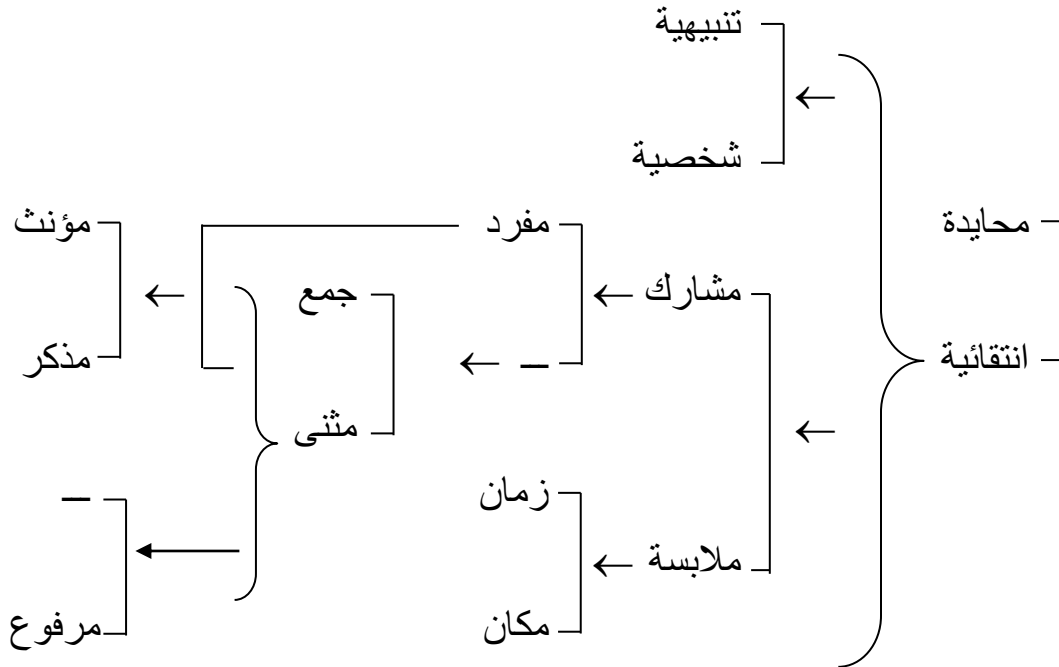 تنبيهية
شخصية
محايدة
انتقائية
مشارك
ملابسة
مفرد
–
زمان
مكان
جمع
مثنى
مؤنث
مذكر
–
مرفوع